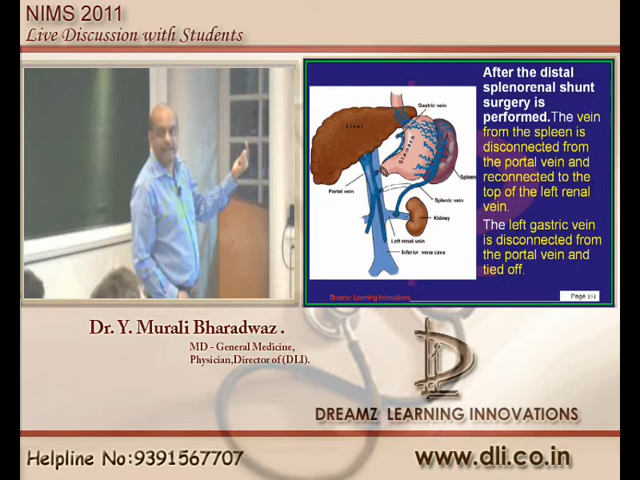 NIMS 2011
Live Discussion with Students
After the distal
splenorenal shunt
surgery is
performed.The vein
from the spleen is
disconnected from
the portal vein and
reconnected to the
top of the left renal
vein.
The left gastric vein
is disconnected from
the portal vein and
tied off.
Gastric vein
Liver
Stomach
Spleen
Portal vein
Splenic vein
Kidney
Left renal vein
Inferior vena cava
Dreamz Learning Innovations
Page 151
Dr. Y. Murali Bharadwaz .
MD - General Medicine,
Physician,Director of (DLI).
DREAMZ LEARNING INNOVATIONS
Helpline No:9391567707
www.dli.co.in